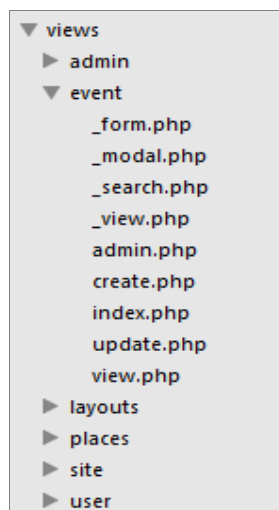 views
admin
event
_form.php
_modal.php
_search.php
_view.php
admin.php
create.php
index.php
update.php
view.php
layouts
places
site
user